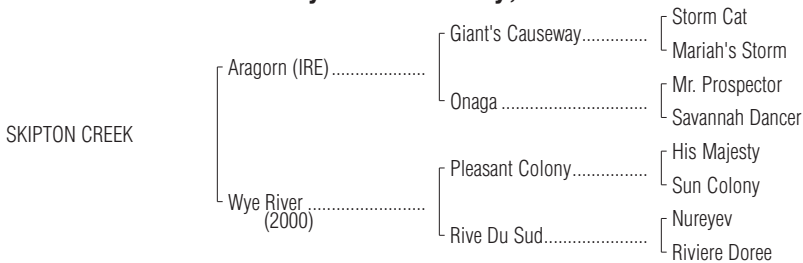 Storm Cat
Giant's Causeway..............
Mariah's Storm
Aragorn (IRE)....................
Mr. Prospector
Onaga ...............................
Savannah Dancer
SKIPTON CREEK
His Majesty
Pleasant Colony................
Sun Colony
Wye River .........................
(2000)
Nureyev
Rive Du Sud......................
Riviere Doree